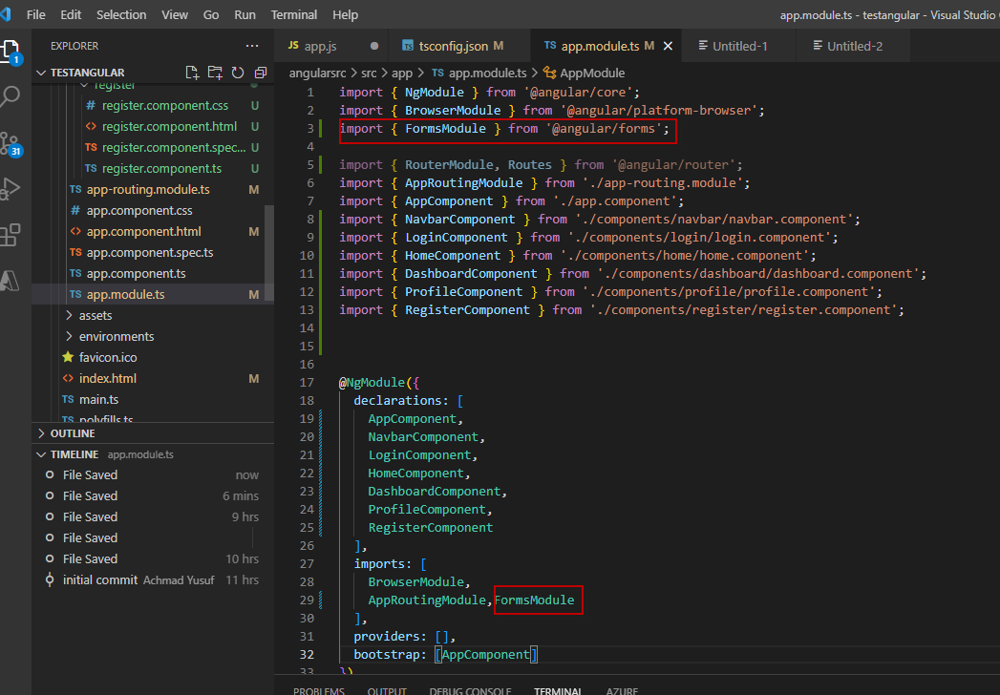 File Edit Selection View Go Run Terminal Help app.module.ts - testangular - Visual Studio
EXPLORER
JS app.js
tsconfig.json M
TS app.module.ts M
Untitled-1
Untitled-2
TESTANGULAR
angularsrc > src > app > TS app.module.ts > AppModule
register
# register.component.css U
<> register.component.html U
TS register.component.spec... U
TS register.component.ts U
TS app-routing.module.ts M
# app.component.css
<> app.component.html M
TS app.component.spec.ts
TS app.component.ts
TS app.module.ts M
assets
environments
favicon.ico
<> index.html M
TS main.ts
TS polyfills.ts
OUTLINE
TIMELINE app.module.ts
File Saved now
File Saved 6 mins
File Saved 9 hrs
File Saved
File Saved 10 hrs
initial commit Achmad Yusuf 11 hrs
1
31
1 import { NgModule } from '@angular/core';
2 import { BrowserModule } from '@angular/platform-browser';
3 import { FormsModule } from '@angular/forms';
4
5 import { RouterModule, Routes } from '@angular/router';
6 import { AppRoutingModule } from './app-routing.module';
7 import { AppComponent } from './app.component';
8 import { NavbarComponent } from './components/navbar/navbar.component';
9 import { LoginComponent } from './components/login/login.component';
10 import { HomeComponent } from './components/home/home.component';
11 import { DashboardComponent } from './components/dashboard/dashboard.component';
12 import { ProfileComponent } from './components/profile/profile.component';
13 import { RegisterComponent } from './components/register/register.component';
14
15
16
17 @NgModule({
18 declarations: [
19 AppComponent,
20 NavbarComponent,
21 LoginComponent,
22 HomeComponent,
23 DashboardComponent,
24 ProfileComponent,
25 RegisterComponent
26 ],
27 imports: [
28 BrowserModule,
29 AppRoutingModule,FormsModule
30 ],
31 providers: [],
32 bootstrap: [AppComponent]
33 })
PROBLEMS OUTPUT DEBUG CONSOLE TERMINAL AZURE